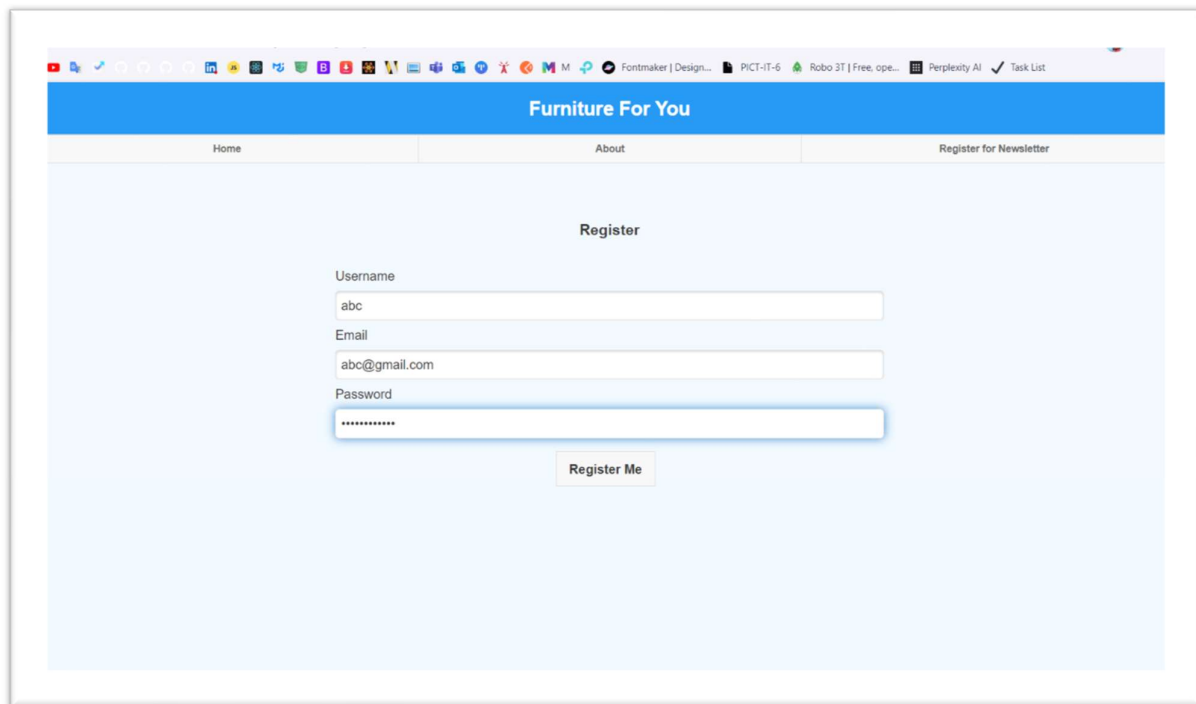 M Fontmaker | Design... PICT-IT-6 Robo 3T | Free, ope... Perplexity AI Task List
Furniture For You
Home About Register for Newsletter
Register
Username
abc
Email
abc@gmail.com
Password
••••••••••••
Register Me